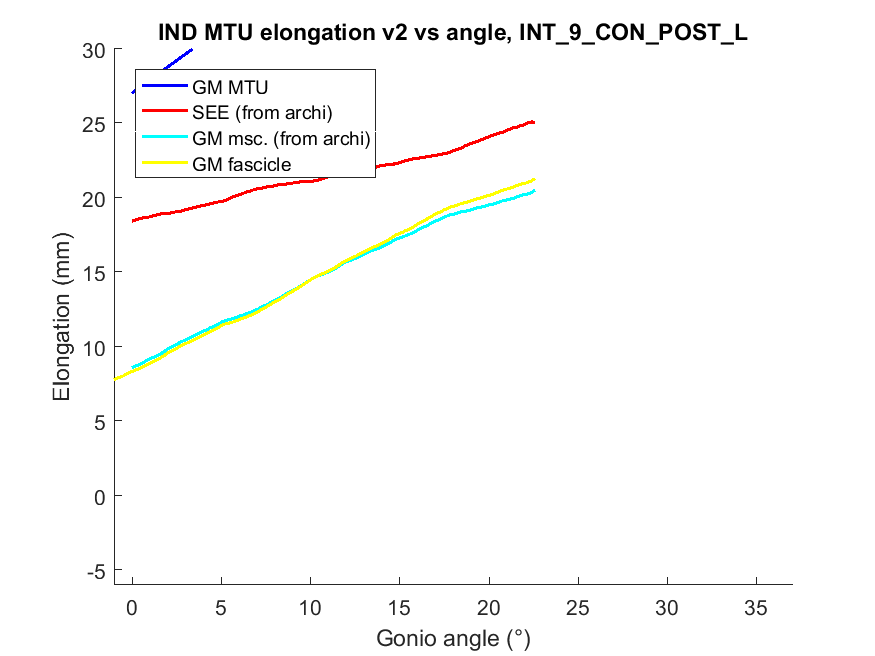 IND MTU elongation v2 vs angle, INT_9_CON_POST_L
30
25
20
15
10
5
0
-5
Elongation (mm)
GM MTU
SEE (from archi)
GM msc. (from archi)
GM fascicle
0 5 10 15 20 25 30 35
Gonio angle (°)